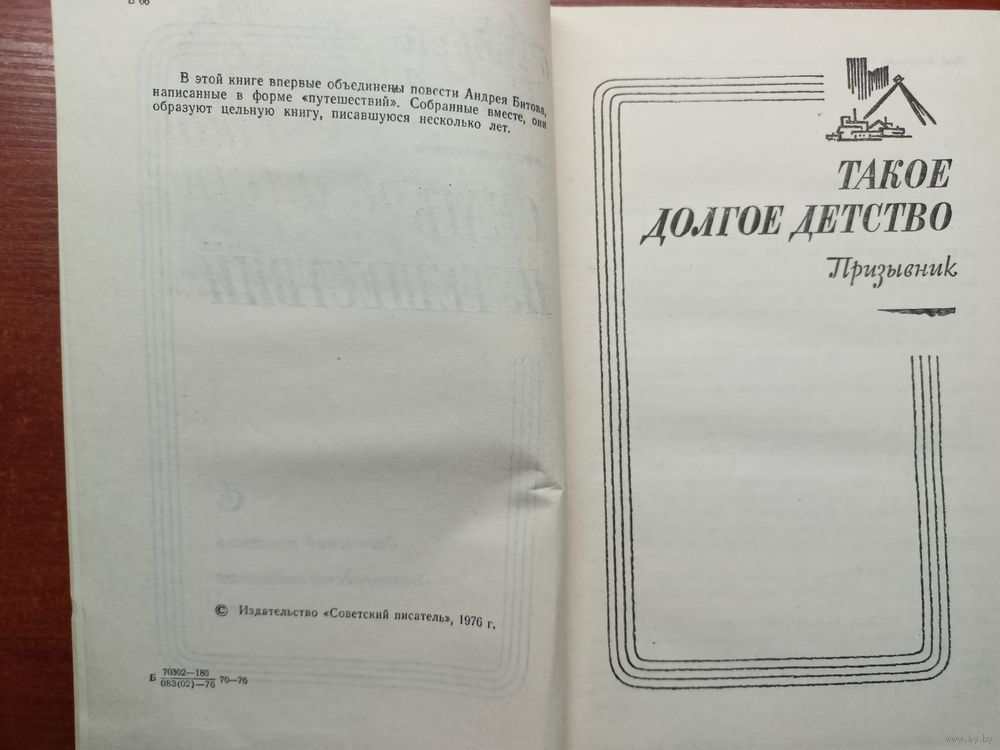 Б 66
В этой книге впервые объединены повести Андрея Битова,
написанные в форме «путешествий». Собранные вместе, они
образуют цельную книгу, писавшуюся несколько лет.
© Издательство «Советский писатель», 1976 г.
Б 70302—180
083(02)—76 70—76
ТАКОЕ
ДОЛГОЕ ДЕТСТВО
Призывник
www.ay.by